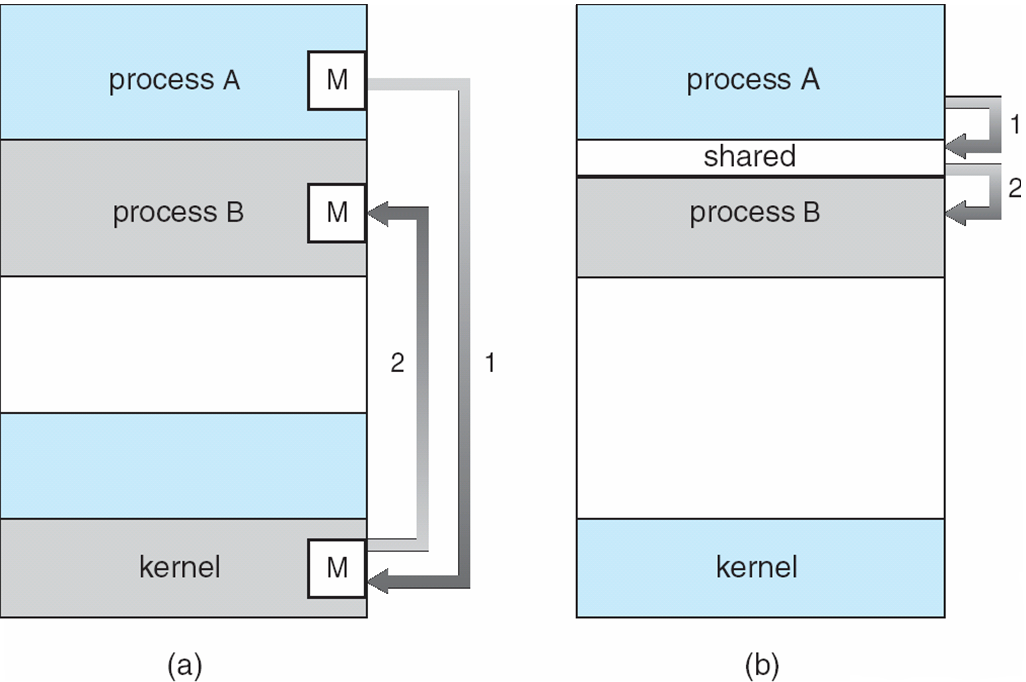 process A
M
process B
M
2
1
kernel
M
(a)
process A
1
shared
2
process B
kernel
(b)